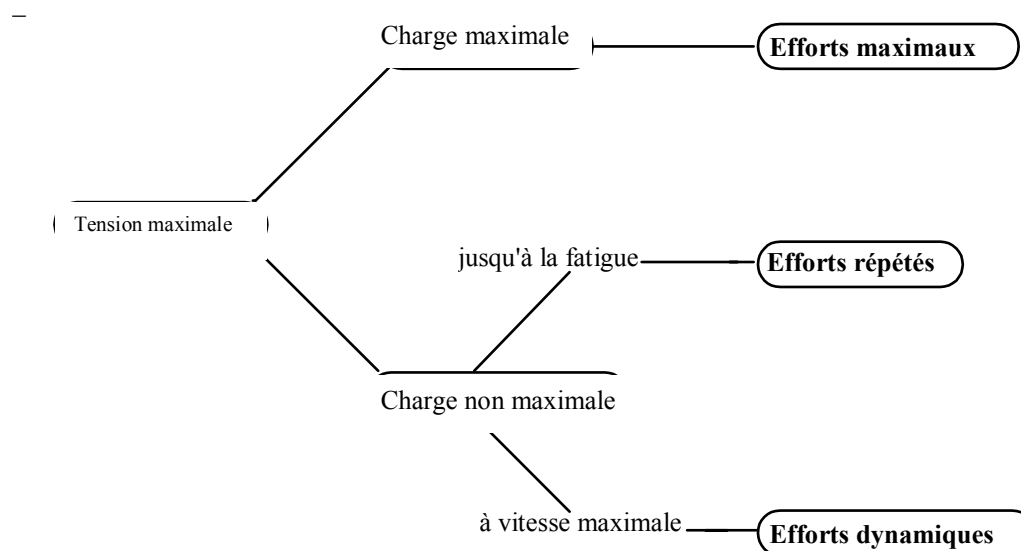 Charge maximale
Efforts maximaux
Tension maximale
jusqu'à la fatigue
Efforts répétés
Charge non maximale
à vitesse maximale
Efforts dynamiques